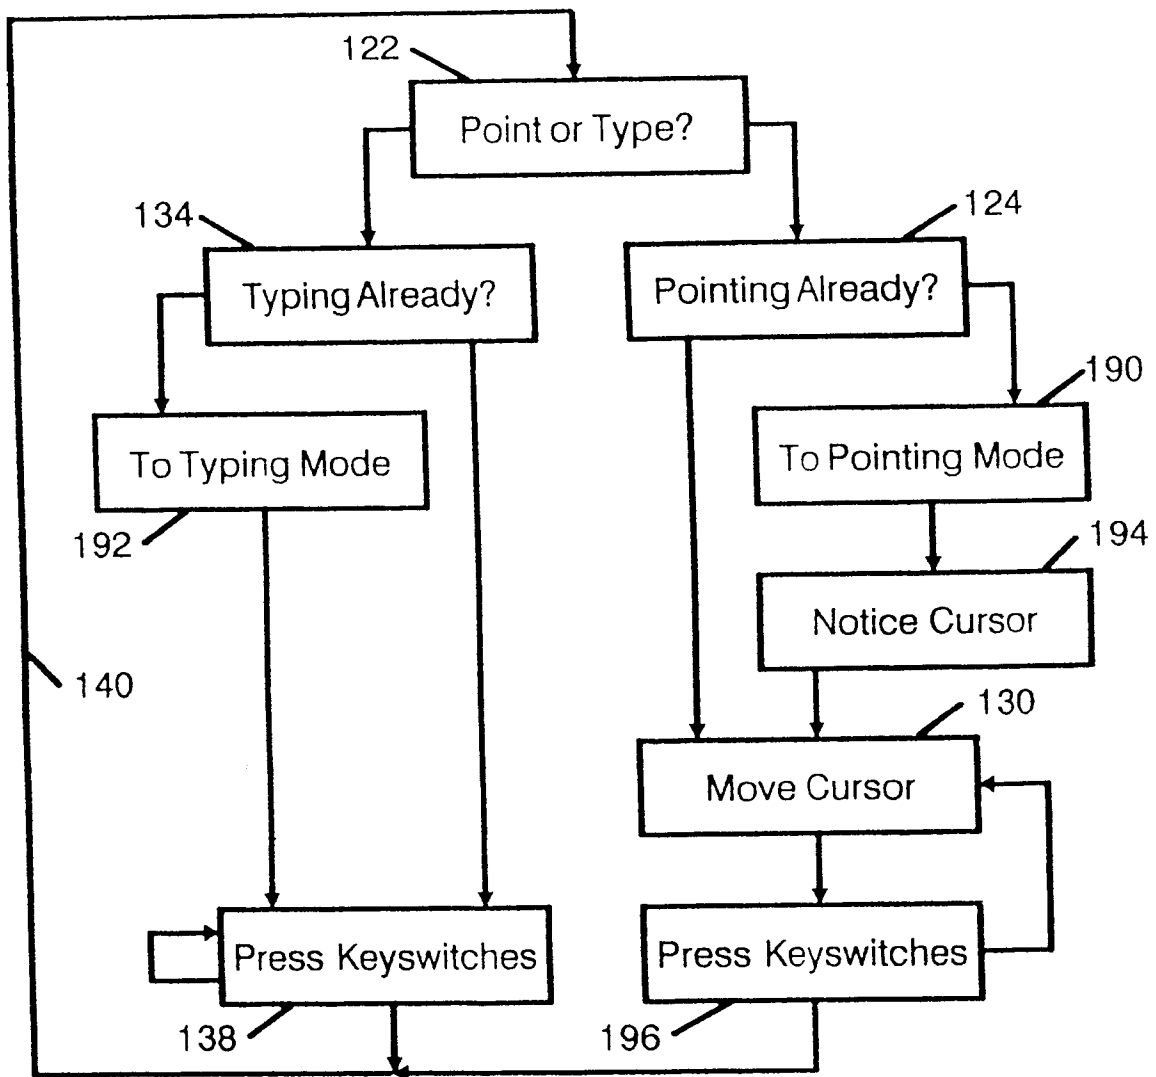 122
Point or Type?
134
124
Typing Already?
Pointing Already?
190
To Typing Mode
To Pointing Mode
192
194
Notice Cursor
140
130
Move Cursor
Press Keyswitches
Press Keyswitches
138
196